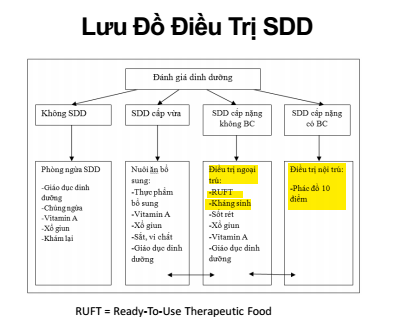 Lưu Đồ Điều Trị SDD
Đánh giá dinh dưỡng
Không SDD
SDD cấp vừa
SDD cấp nặng
không BC
SDD cấp nặng
có BC
Phòng ngừa SDD
-Giáo dục dinh
dưỡng
-Chủng ngừa
-Vitamin A
-Xổ giun
-Khám lại
Nuôi ăn bổ
sung:
-Thực phẩm
bổ sung
-Vitamin A
-Xổ giun
-Sắt, vi chất
-Giáo dục dinh
dưỡng
Điều trị ngoại
trú:
-RUFT
-Kháng sinh
-Sốt rét
-Xổ giun
-Vitamin A
-Giáo dục dinh
dưỡng
Điều trị nội trú:
-Phác đồ 10
điểm
RUFT = Ready-To-Use Therapeutic Food